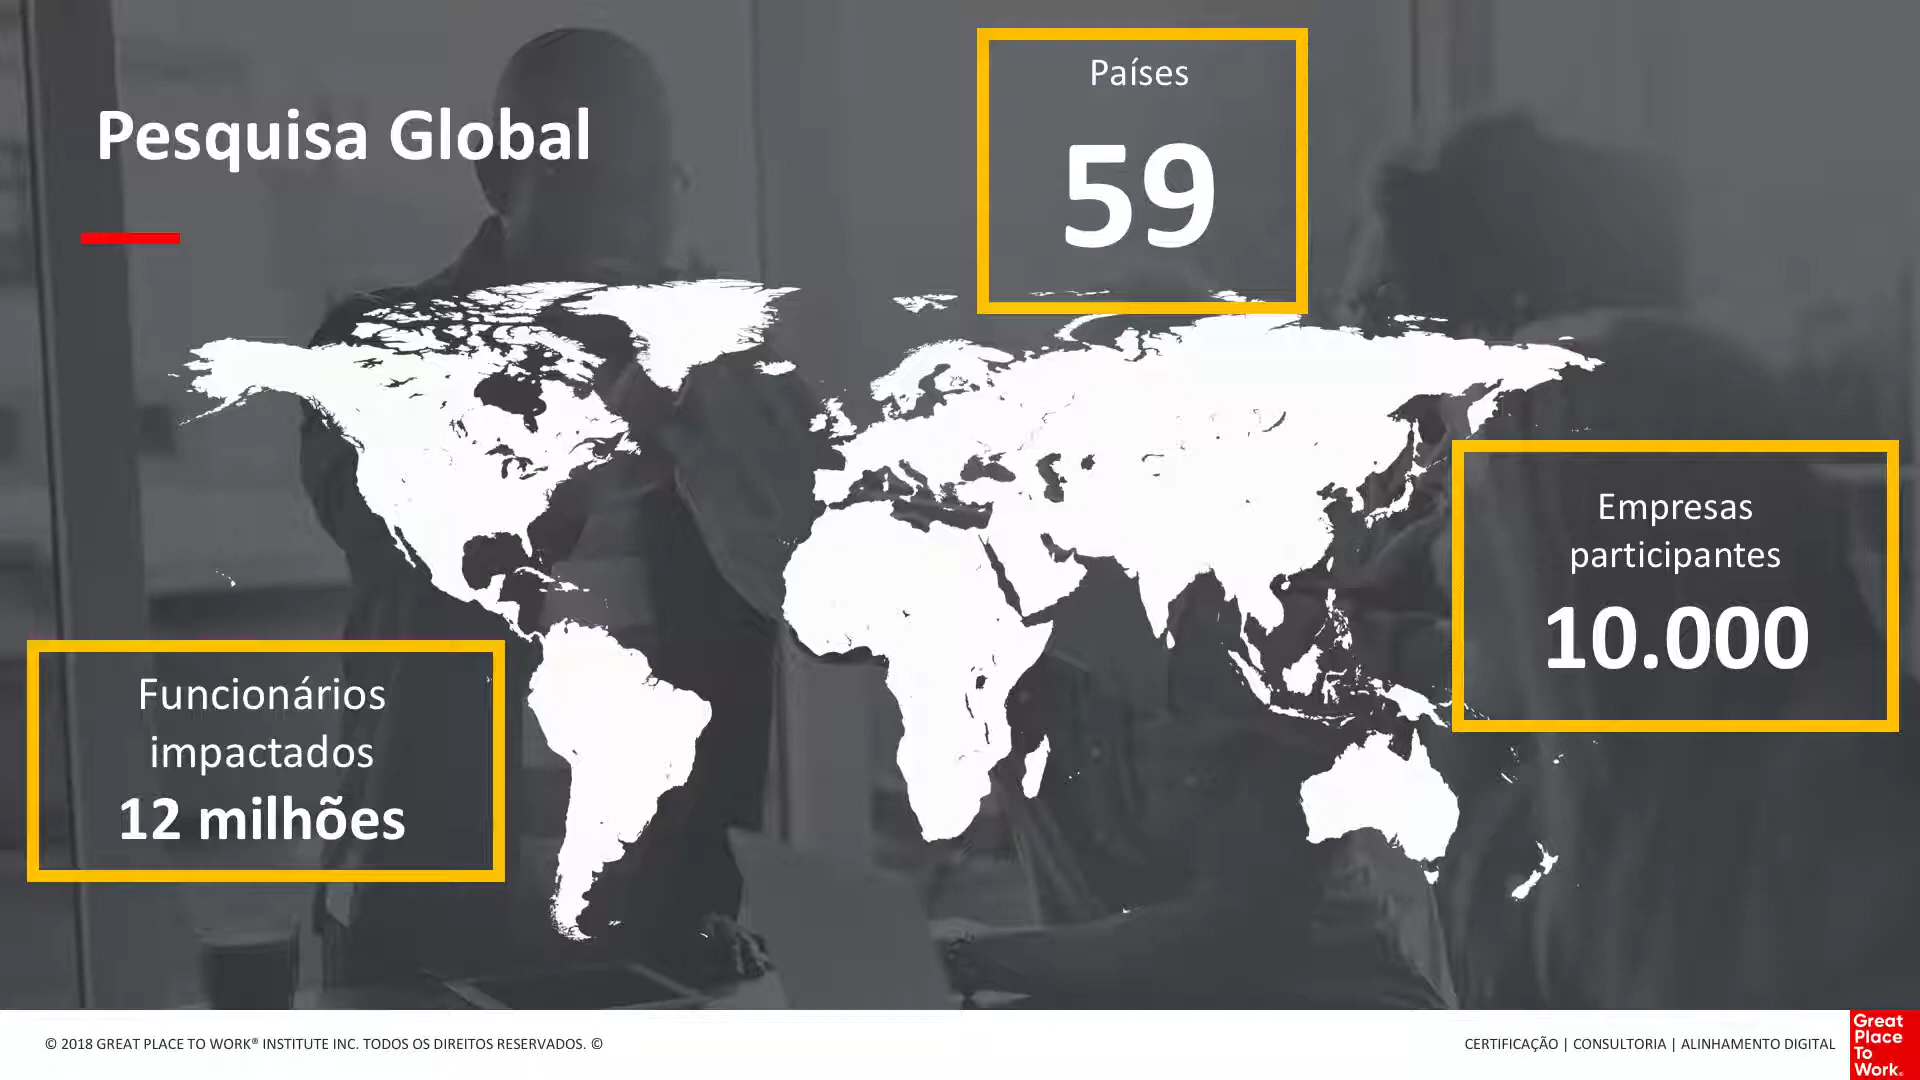 Pesquisa Global
Países
59
Empresas
participantes
10.000
Funcionários
impactados
12 milhões
© 2018 GREAT PLACE TO WORK® INSTITUTE INC. TODOS OS DIREITOS RESERVADOS. ©
CERTIFICAÇÃO | CONSULTORIA | ALINHAMENTO DIGITAL
Great
Place
To
Work.